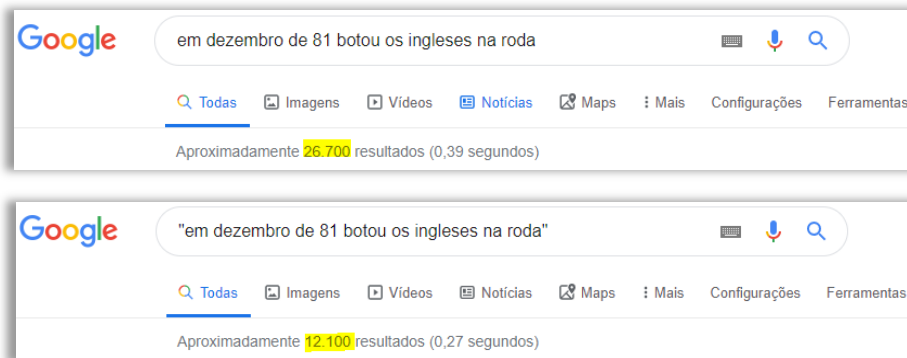 Google em dezembro de 81 botou os ingleses na roda
Todas Imagens Vídeos Notícias Maps Mais Configurações Ferramentas
Aproximadamente 26.700 resultados (0,39 segundos)
Google "em dezembro de 81 botou os ingleses na roda"
Todas Imagens Vídeos Notícias Maps Mais Configurações Ferramentas
Aproximadamente 12.100 resultados (0,27 segundos)